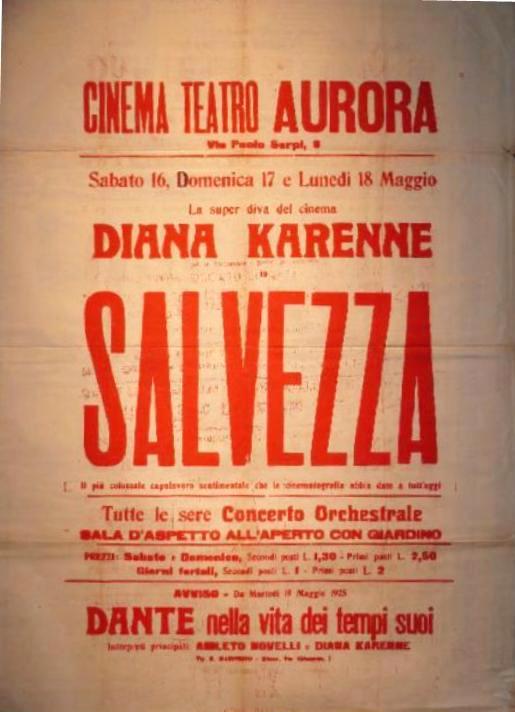 CINEMA TEATRO AURORA
Via Paolo Sarpi, 8
Sabato 16, Domenica 17 e Lunedì 18 Maggio
La super diva del cinema
DIANA KARENNE
in
SALVEZZA
Il più colossale capolavoro sentimentale che la cinematografia abbia dato a tutt'oggi
Tutte le sere Concerto Orchestrale
SALA D'ASPETTO ALL'APERTO CON GIARDINO
PREZZI: Sabato e Domenica, Secondi posti L. 1,30 - Primi posti L. 2,50
Giorni feriali, Secondi posti L. 1 - Primi posti L. 2
AVVISO - Da Martedì 19 Maggio 1925
DANTE nella vita dei tempi suoi
Interpreti principali: AMLETO NOVELLI e DIANA KARENNE